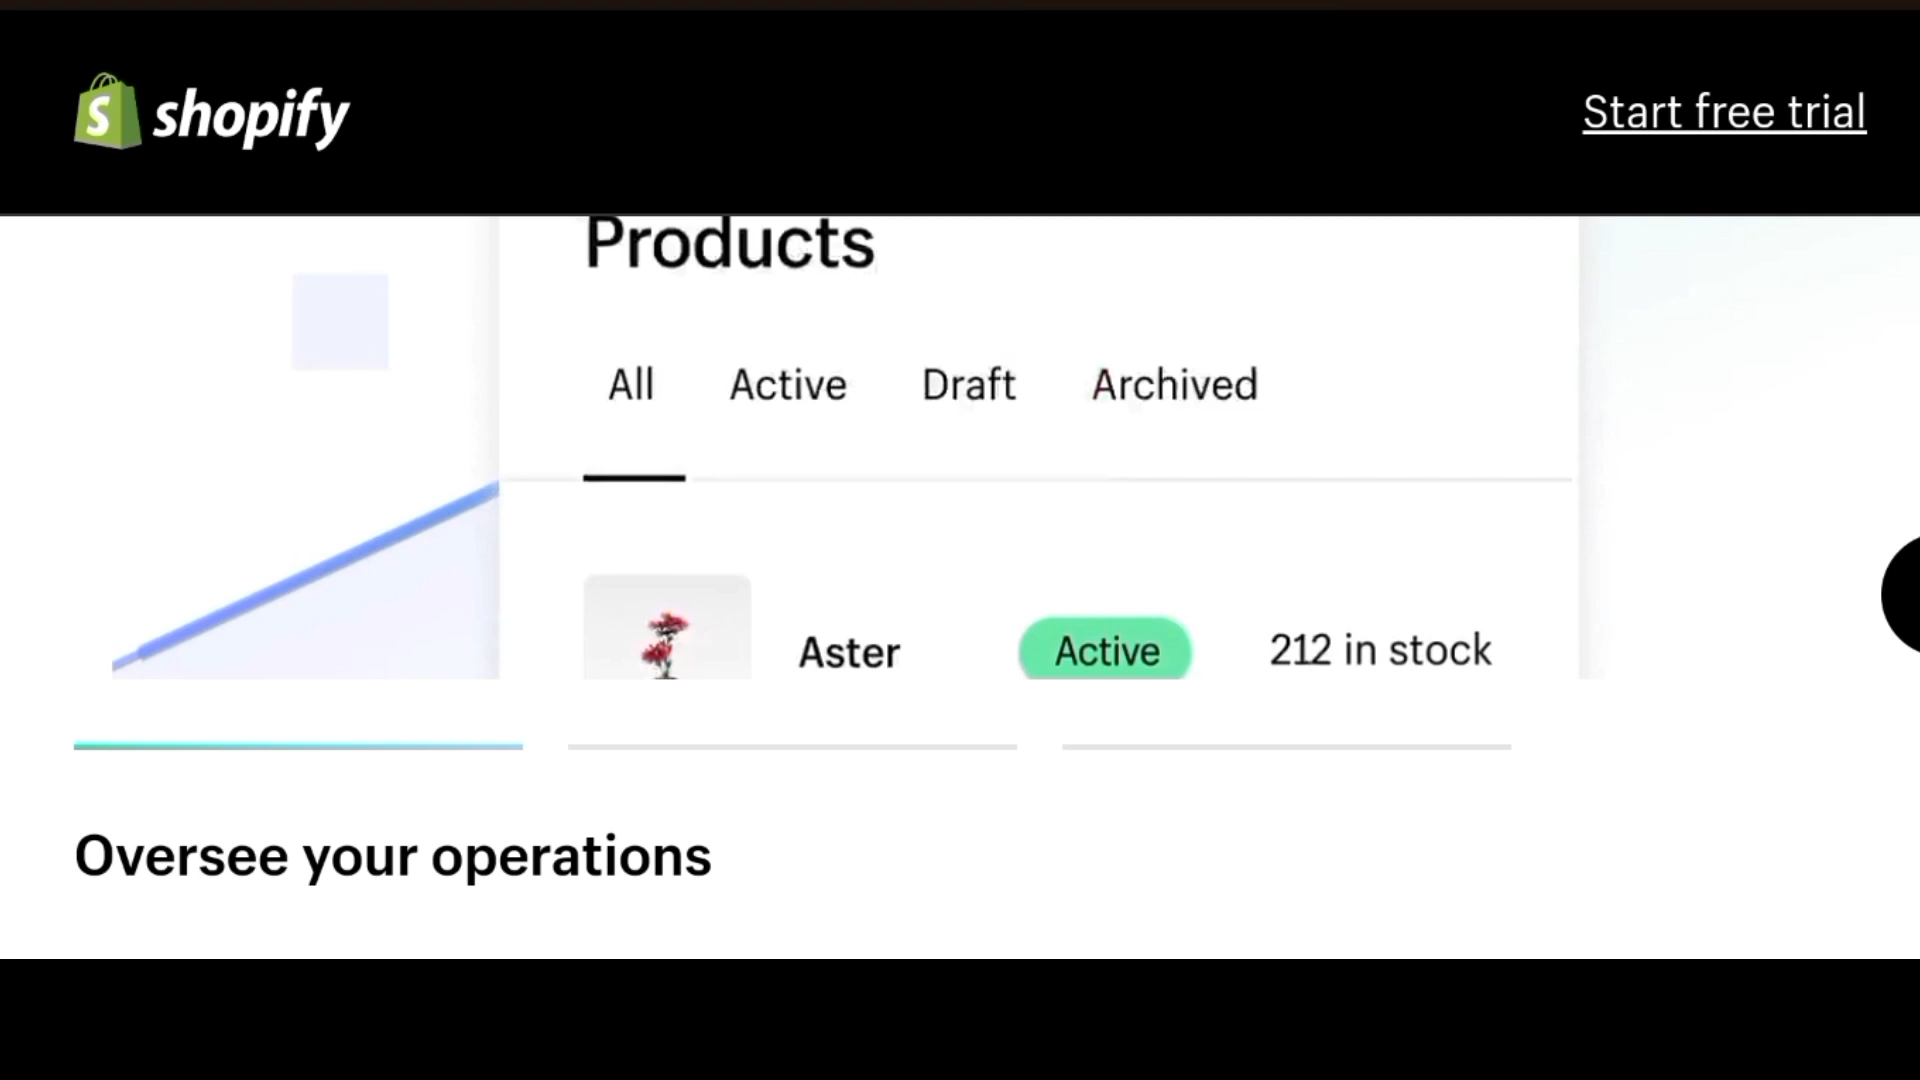 shopify
Start free trial
Products
All Active Draft Archived
Aster Active 212 in stock
Oversee your operations